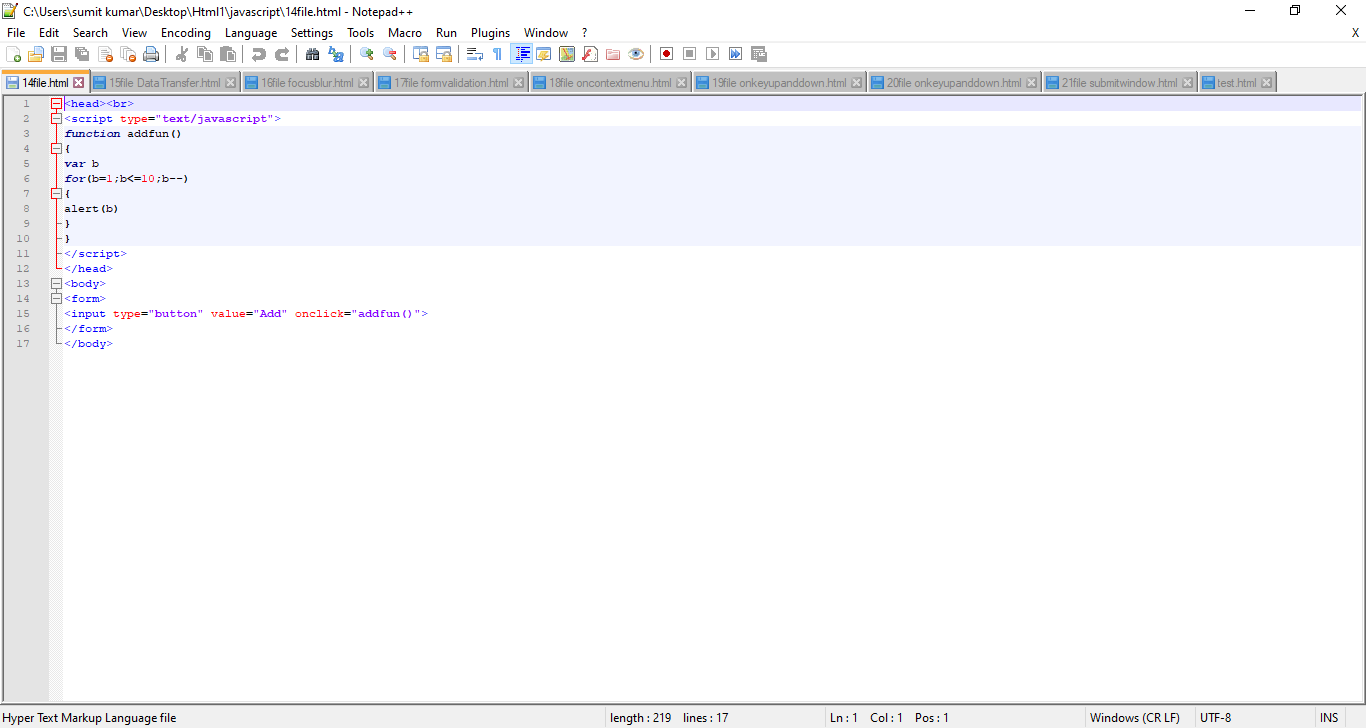 C:\Users\sumit kumar\Desktop\Html1\javascript\14file.html - Notepad++
File Edit Search View Encoding Language Settings Tools Macro Run Plugins Window ? X
14file.html 15file DataTransfer.html 16file focusblur.html 17file formvalidation.html 18file oncontextmenu.html 19file onkeyupanddown.html 20file onkeyupanddown.html 21file submitwindow.html test.html
1 <head><br>
2 <script type="text/javascript">
3 function addfun()
4 {
5 var b
6 for(b=1;b<=10;b--)
7 {
8 alert(b)
9 }
10 }
11 </script>
12 </head>
13 <body>
14 <form>
15 <input type="button" value="Add" onclick="addfun()">
16 </form>
17 </body>
Hyper Text Markup Language file length : 219 lines : 17 Ln : 1 Col : 1 Pos : 1 Windows (CR LF) UTF-8 INS